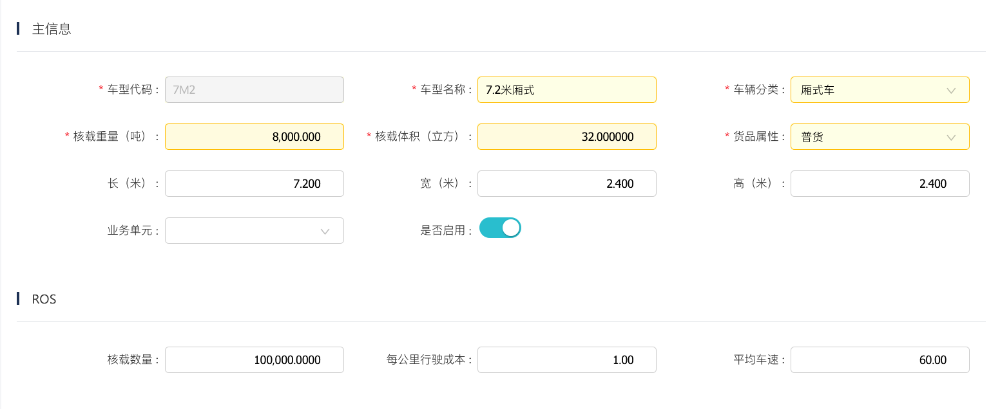 主信息
* 车型代码 : 7M2 * 车型名称 : 7.2米厢式 * 车辆分类 : 厢式车
* 核载重量（吨） : 8,000.000 * 核载体积（立方） : 32.000000 * 货品属性 : 普货
长（米） : 7.200 宽（米） : 2.400 高（米） : 2.400
业务单元 : 是否启用 :
ROS
核载数量 : 100,000.0000 每公里行驶成本 : 1.00 平均车速 : 60.00